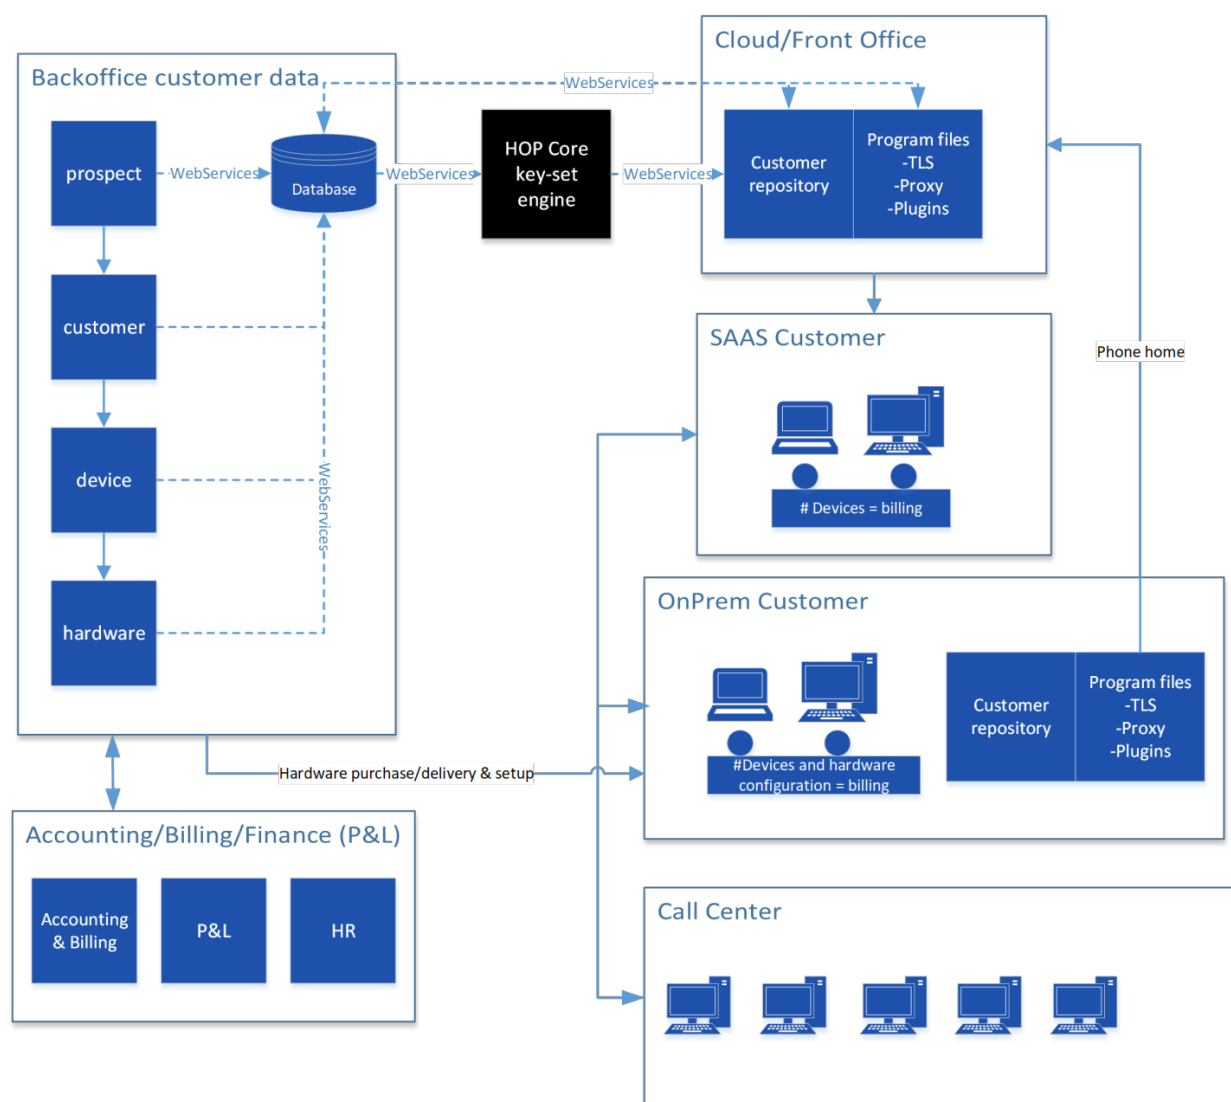 Cloud/Front Office
Backoffice customer data
WebServices
prospect
WebServices
Database
WebServices
HOP Core
key-set
engine
WebServices
Customer
repository
Program files
-TLS
-Proxy
-Plugins
customer
SAAS Customer
Phone home
device
WebServices
# Devices = billing
hardware
OnPrem Customer
Customer
repository
Program files
-TLS
-Proxy
-Plugins
#Devices and hardware
configuration = billing
Hardware purchase/delivery & setup
Accounting/Billing/Finance (P&L)
Accounting
& Billing
P&L
HR
Call Center